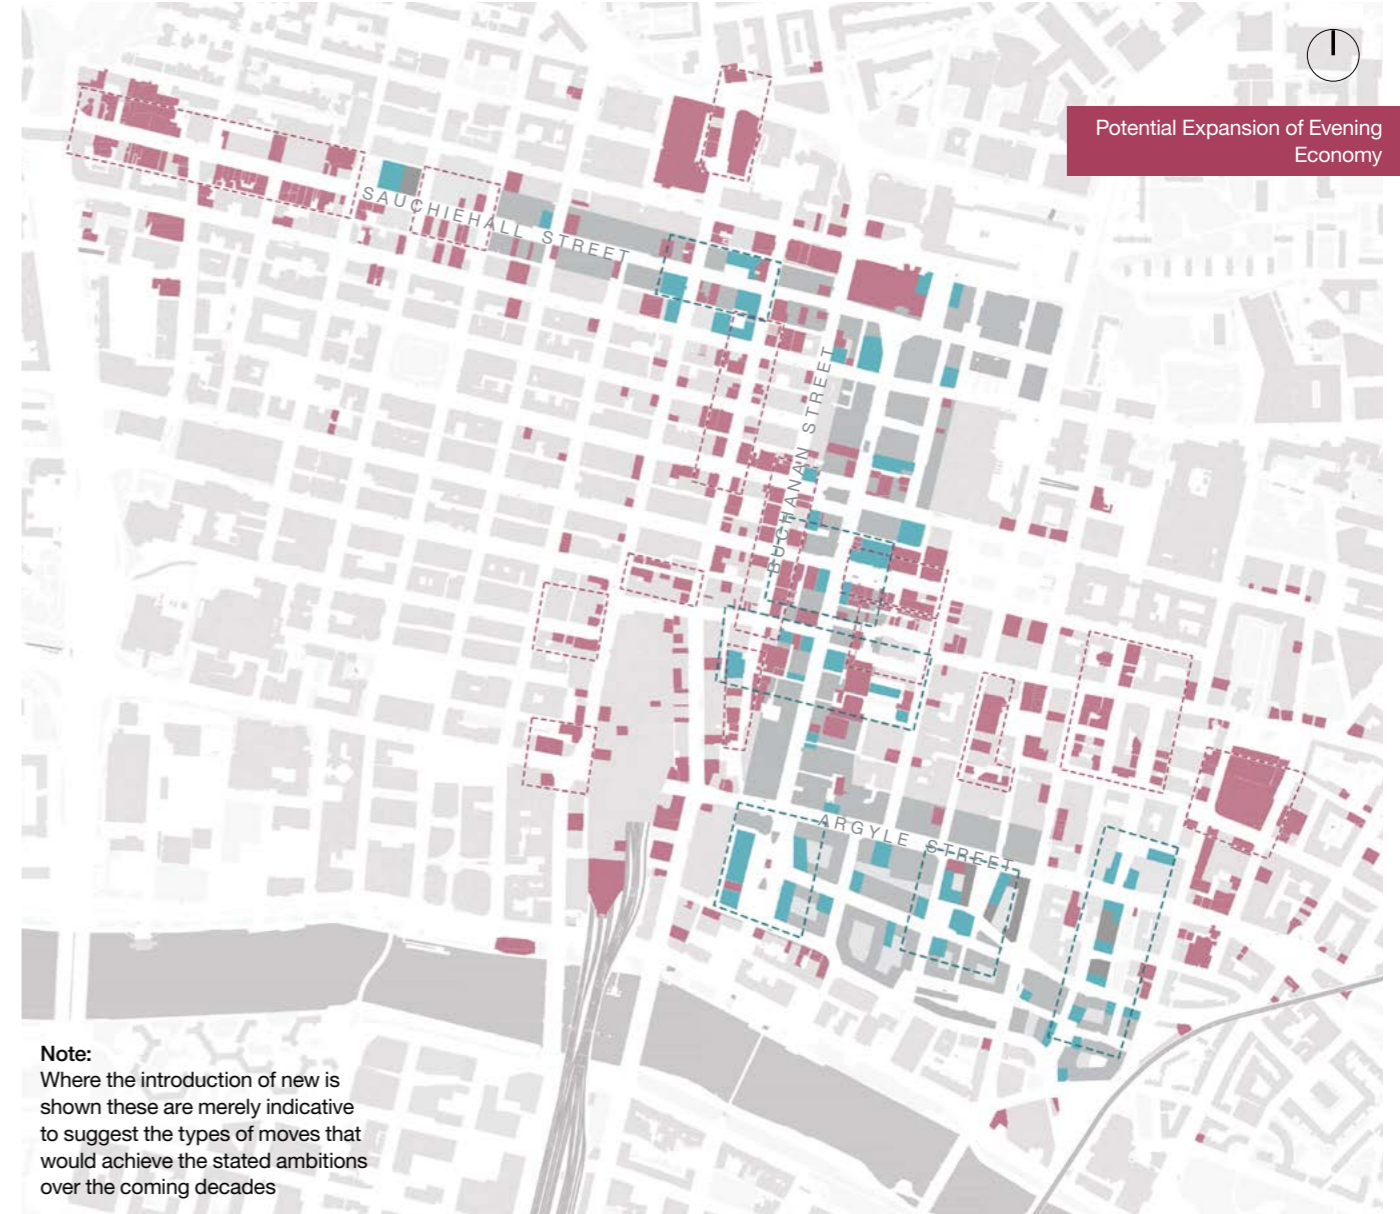 Potential Expansion of Evening
Economy
SAUCHIEHALL STREET
BUCHANAN STREET
ARGYLE STREET
Note:
Where the introduction of new is
shown these are merely indicative
to suggest the types of moves that
would achieve the stated ambitions
over the coming decades